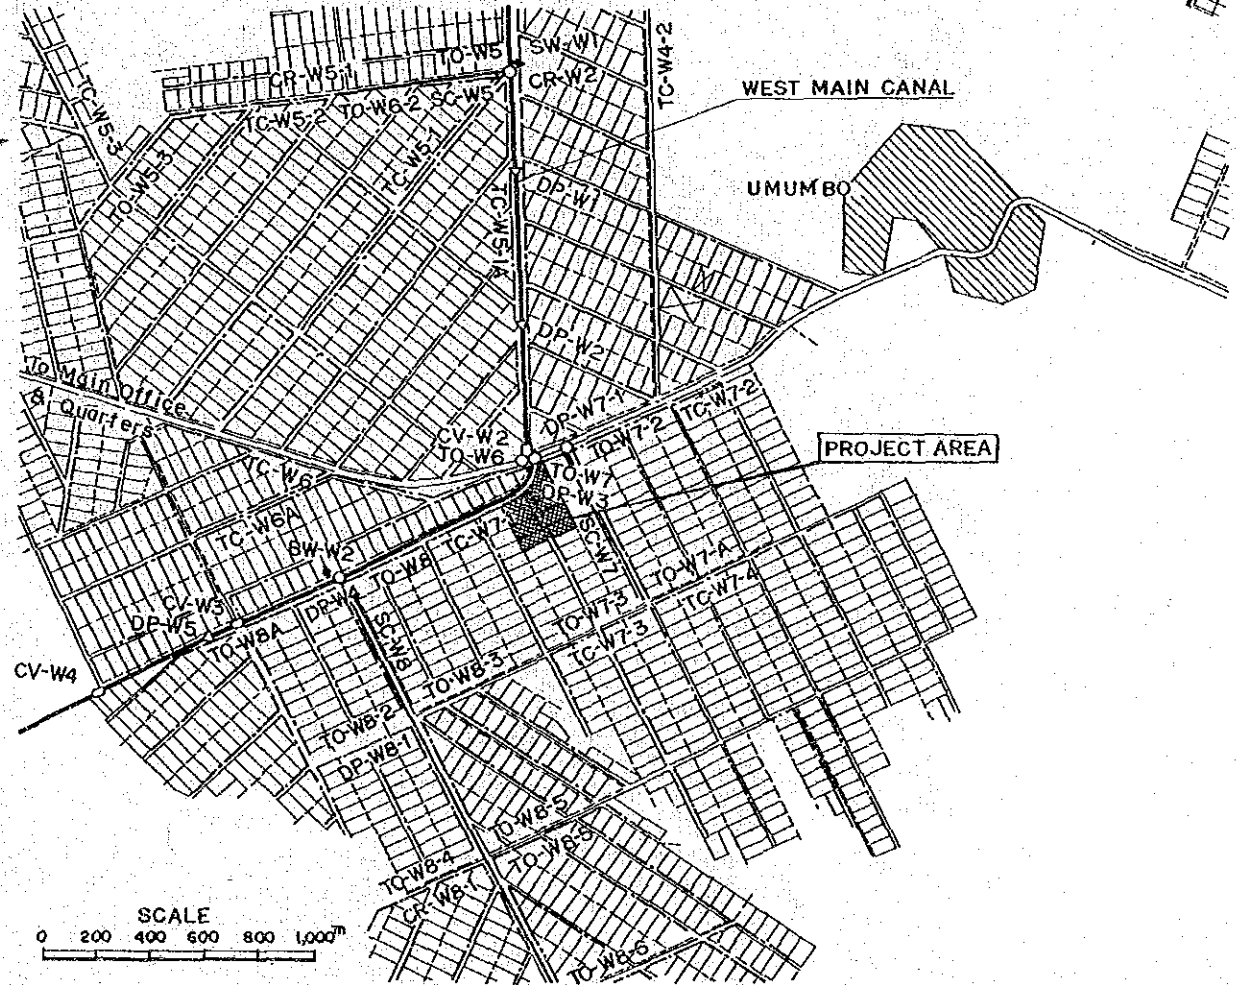 SW-W1
TO-W5
CR-W5-1
CR-W2
TC-W4-2
WEST MAIN CANAL
TC-W5-3
TC-W5-2
TO-W6-2
SC-W5
TC-W5-1
TO-W5-3
DP-W1
UMUMBO
TC-W5-1A
DP-W2
To Main Office
& Quarters
DP-W7-1
TC-W7-2
CV-W2
TO-W7-2
TO-W6
PROJECT AREA
TC-W6
TO-W7
DP-W3
TC-W6A
TC-W7
SC-W7
SW-W2
TO-W8
TO-W7-A
CV-W3
DP-W4
TC-W7-4
DP-W5
TO-W7-3
TO-W8A
SC-W8
TC-W7-3
CV-W4
TO-W8-3
TO-W8-2
DP-W8-1
TO-W8-5
TO-W8-4
CR-W8-1
TO-W8-6
SCALE
0 200 400 600 800 1,000m